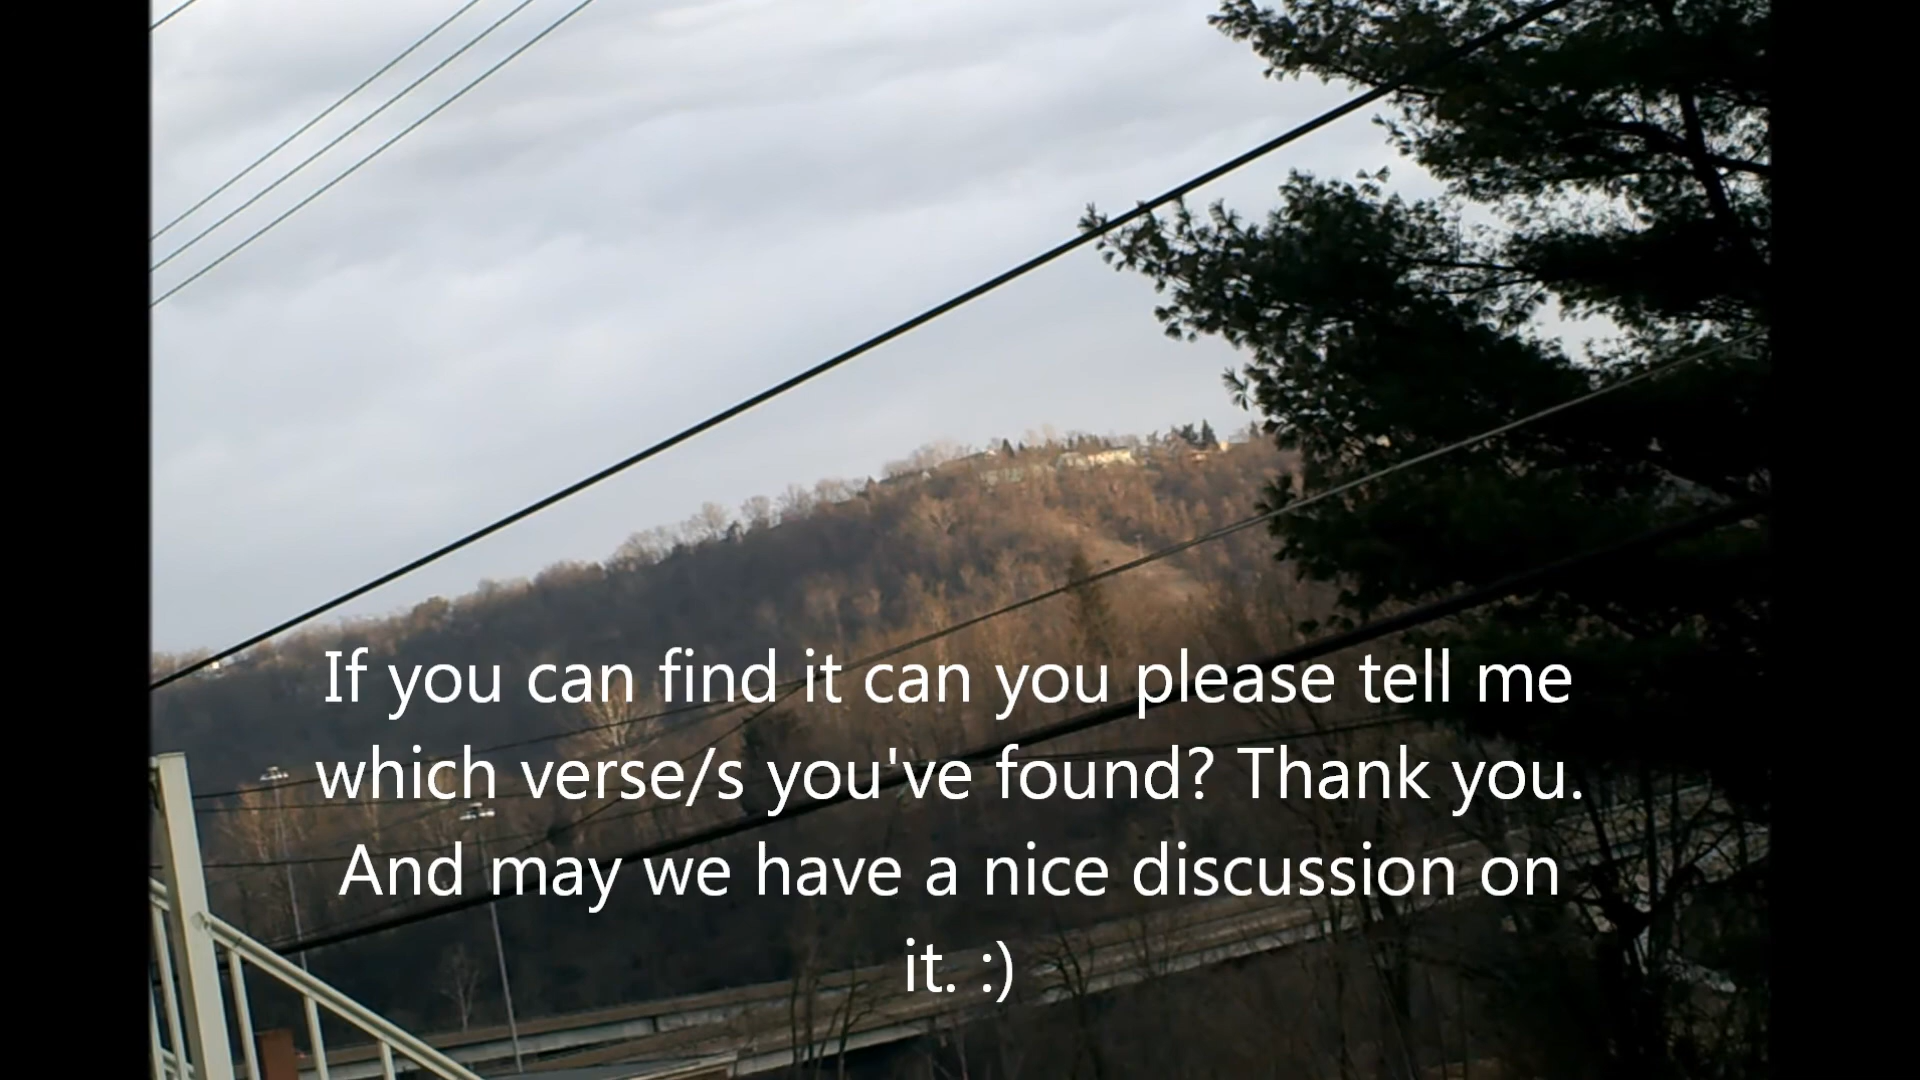 If you can find it can you please tell me
which verse/s you've found? Thank you.
And may we have a nice discussion on
it. :)